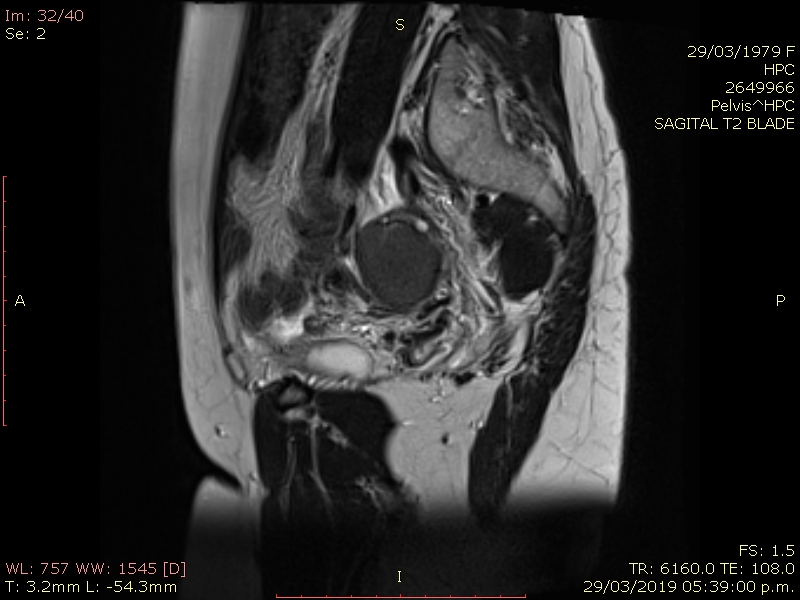 Im: 32/40
Se: 2
S
29/03/1979 F
HPC
2649966
Pelvis^HPC
SAGITAL T2 BLADE
A
P
I
WL: 757 WW: 1545 [D]
T: 3.2mm L: -54.3mm
FS: 1.5
TR: 6160.0 TE: 108.0
29/03/2019 05:39:00 p.m.